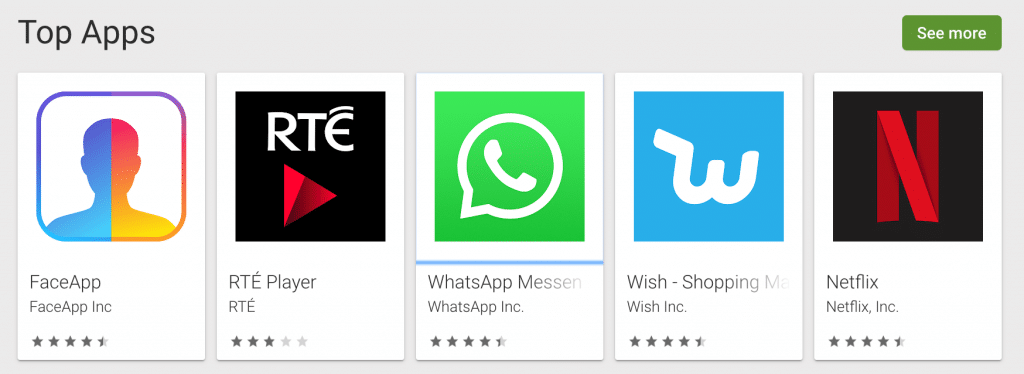 Top Apps
See more
RTÉ
FaceApp
FaceApp Inc
RTÉ Player
RTÉ
WhatsApp Messen
WhatsApp Inc.
Wish - Shopping Ma
Wish Inc.
Netflix
Netflix, Inc.